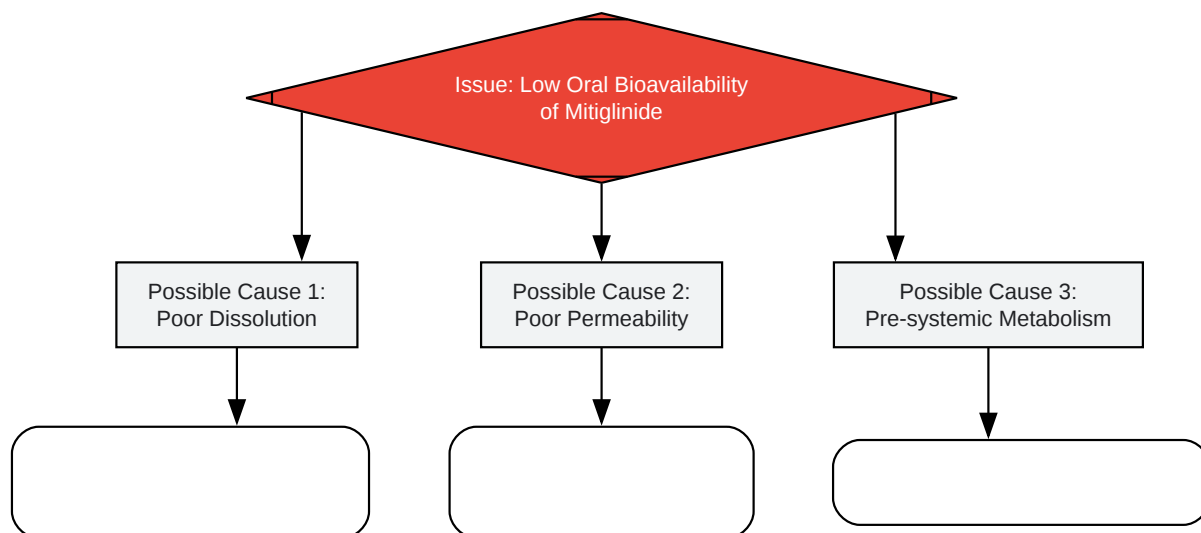 Issue: Low Oral Bioavailability
of Mitiglinide
Possible Cause 1:
Poor Dissolution
Possible Cause 2:
Poor Permeability
Possible Cause 3:
Pre-systemic Metabolism